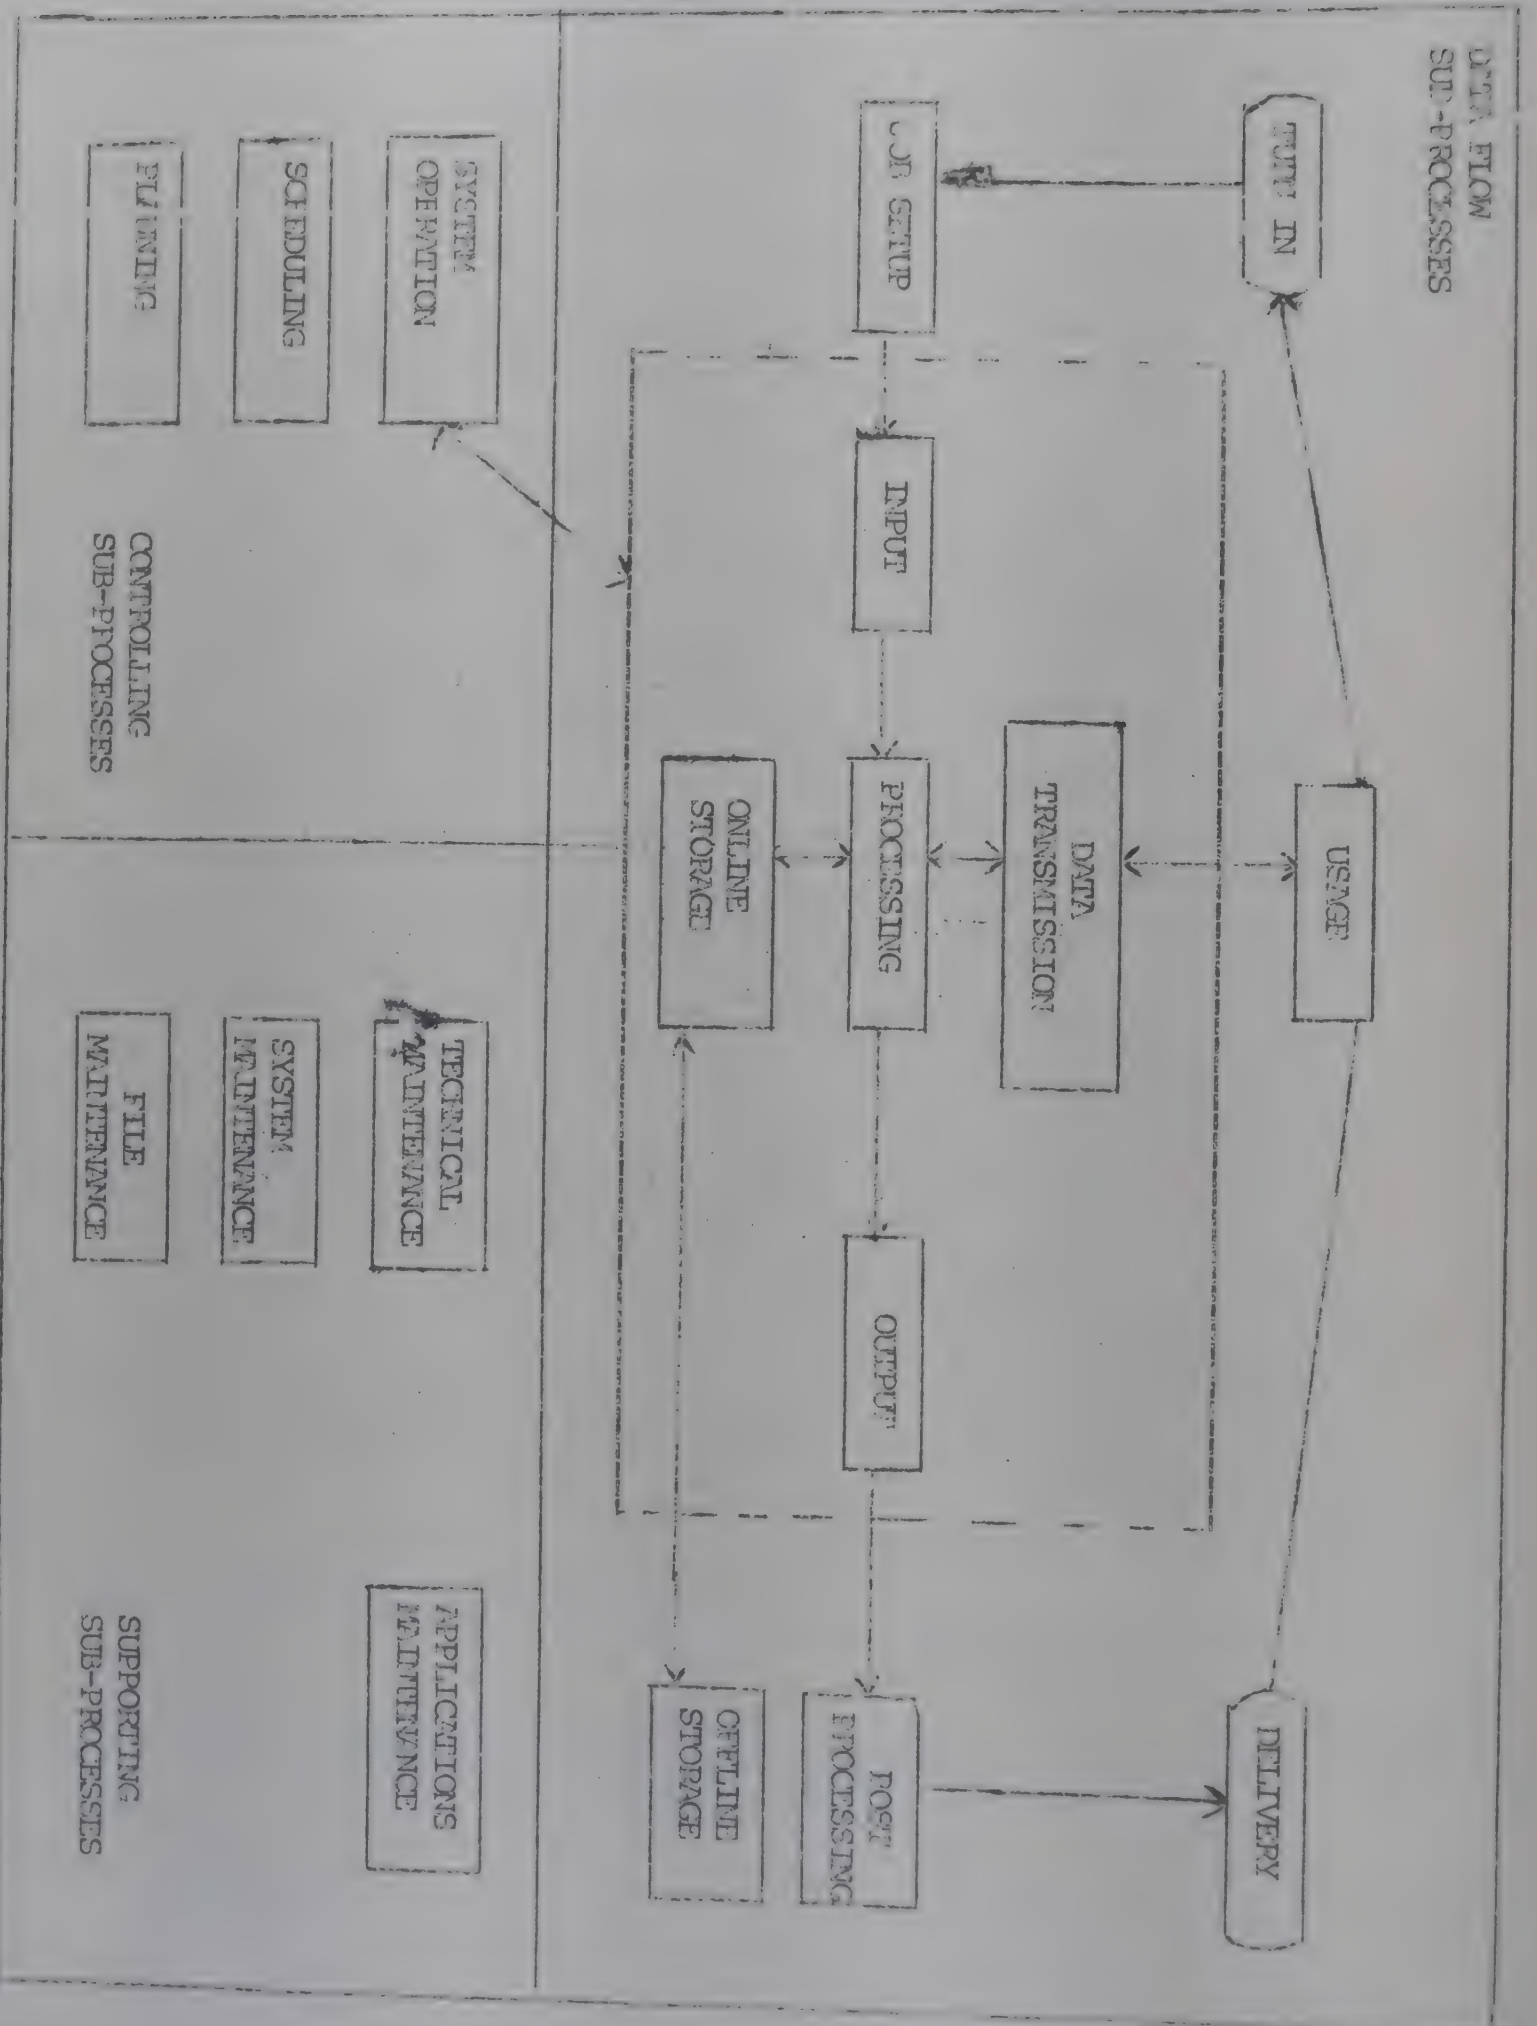 DATA FLOW
SUB-PROCESSES
TURN IN
USAGE
DELIVERY
DATA
TRANSMISSION
JOB SETUP
INPUT
PROCESSING
OUTPUT
POST
PROCESSING
ONLINE
STORAGE
OFFLINE
STORAGE
SYSTEM
OPERATION
SCHEDULING
PLANNING
CONTROLLING
SUB-PROCESSES
TECHNICAL
MAINTENANCE
SYSTEM
MAINTENANCE
FILE
MAINTENANCE
APPLICATIONS
MAINTENANCE
SUPPORTING
SUB-PROCESSES